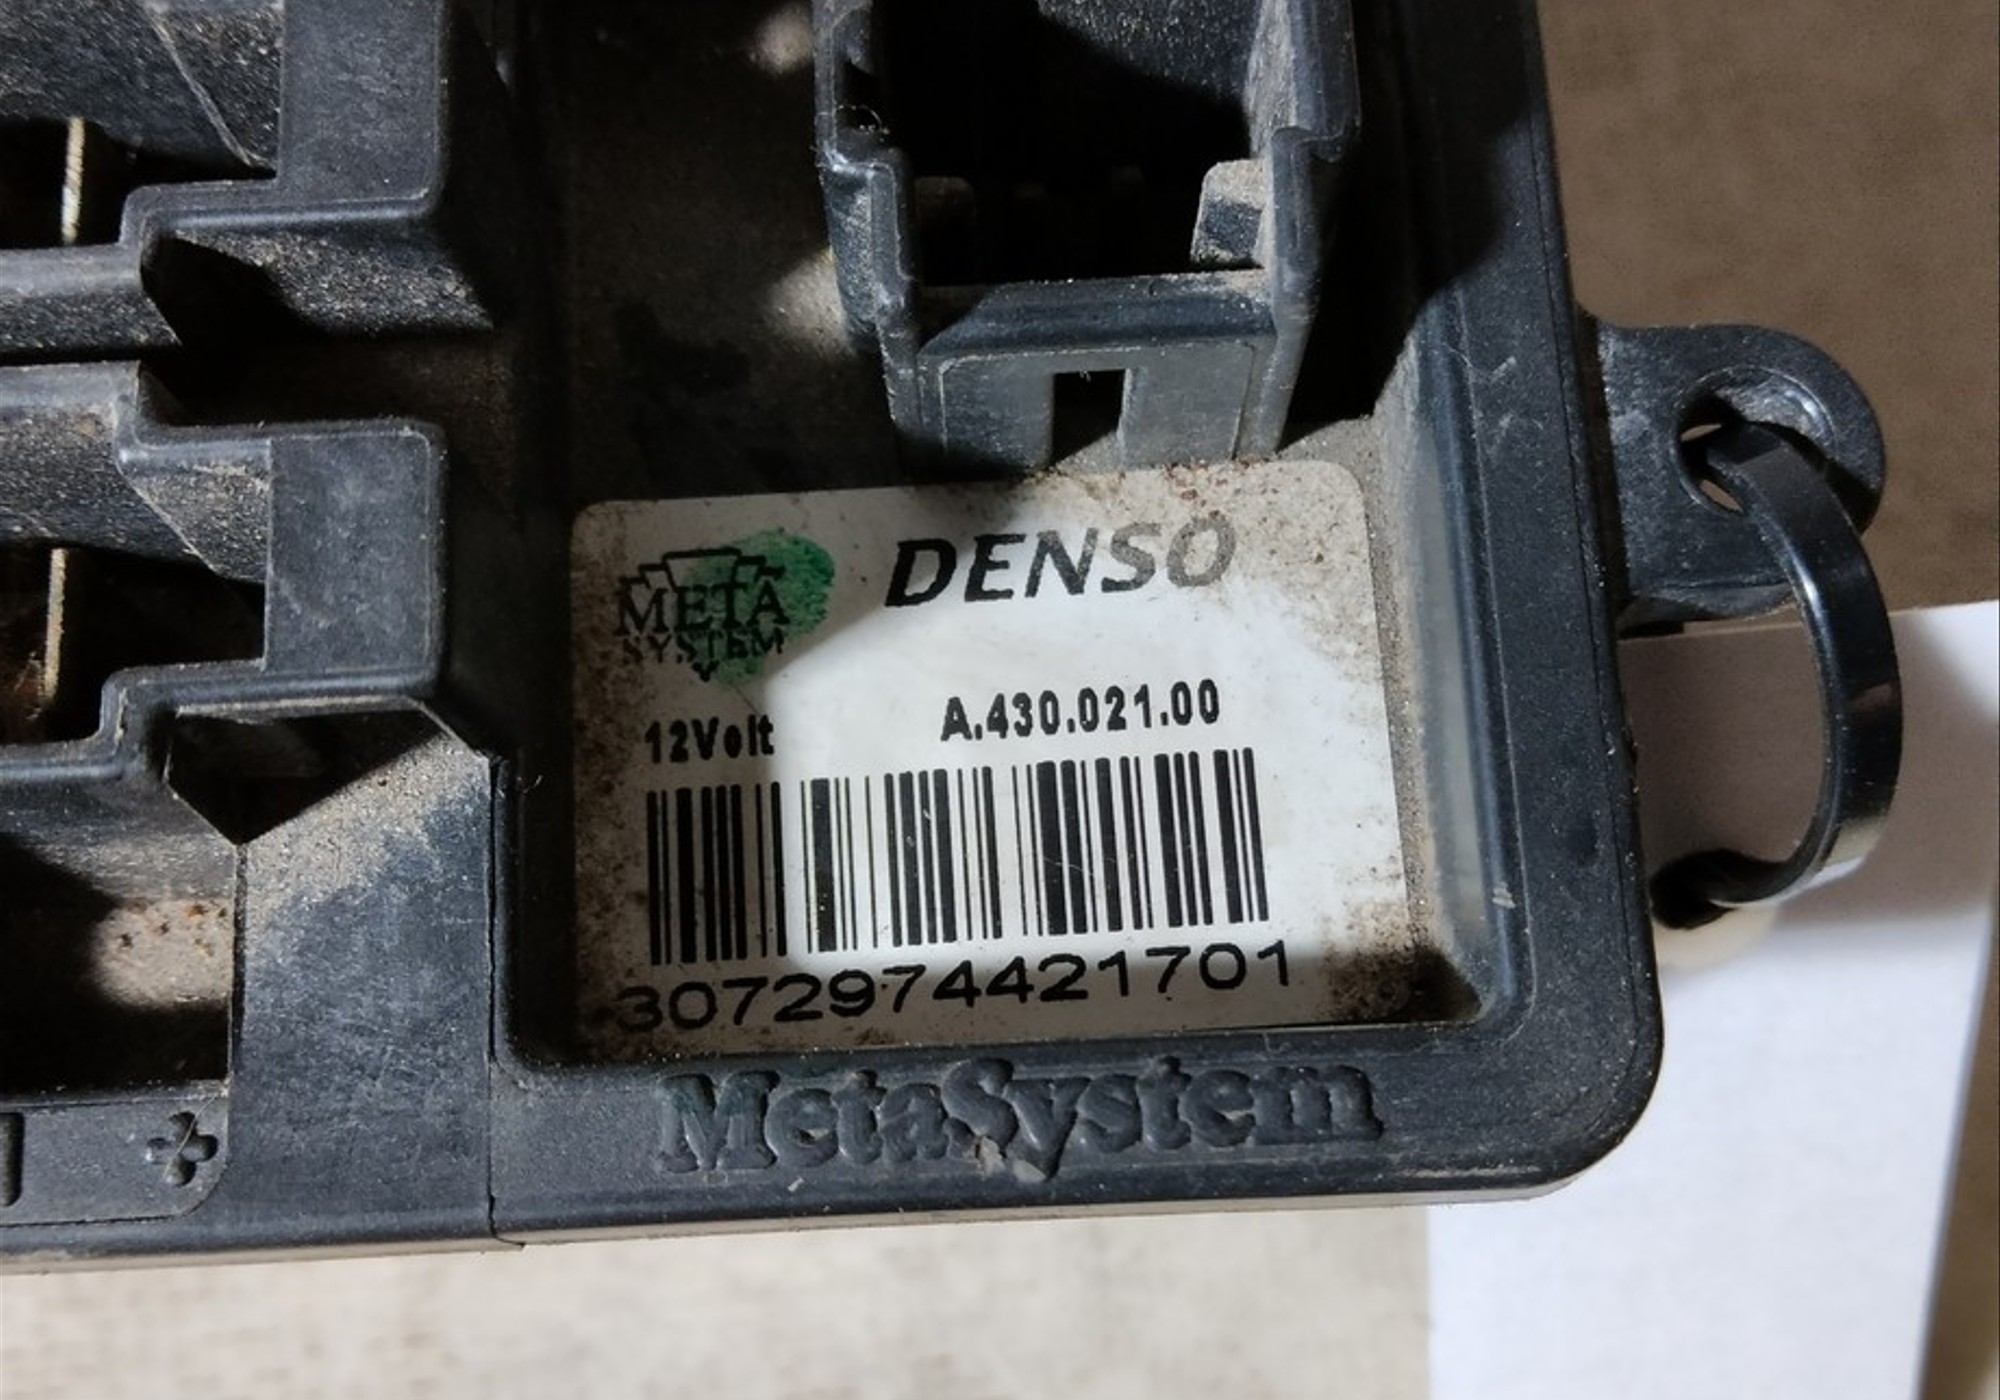 META
SYSTEM
DENSO
12Volt
A.430.021.00
3072974421701
MetaSystem